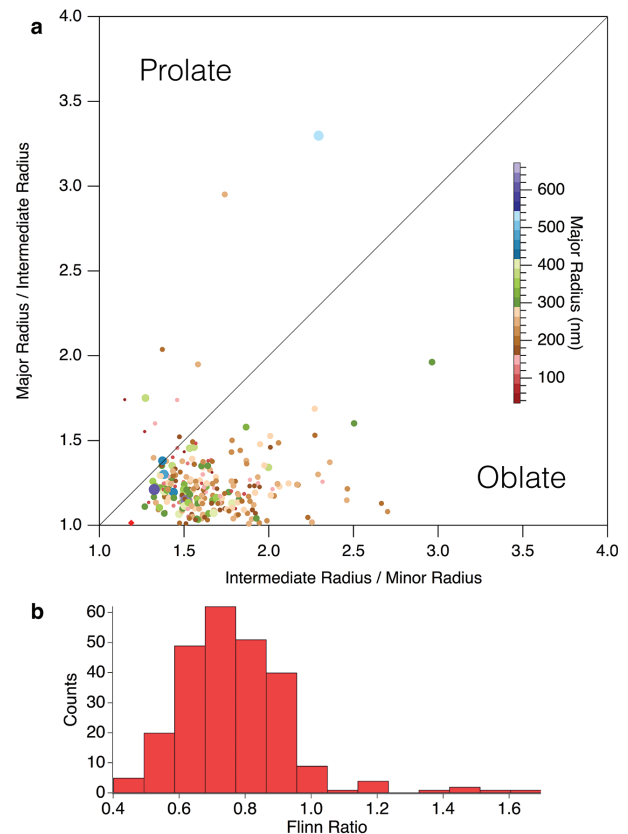 a
4.0
3.5
3.0
2.5
2.0
1.5
1.0
Major Radius / Intermediate Radius
Prolate
Oblate
600
500
400
300
200
100
Major Radius (nm)
1.0 1.5 2.0 2.5 3.0 3.5 4.0
Intermediate Radius / Minor Radius
b
60
50
40
30
20
10
0
Counts
0.4 0.6 0.8 1.0 1.2 1.4 1.6
Flinn Ratio